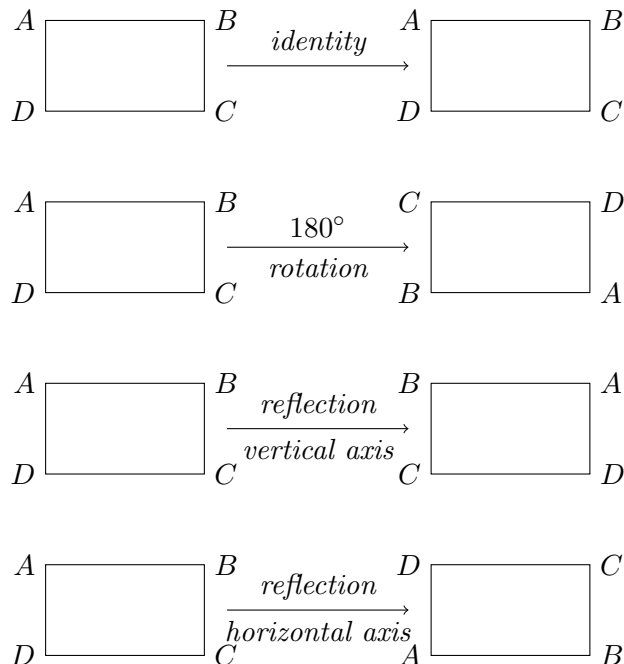 A B identity A B
D C D C
A B 180° C D
D C rotation B A
A B reflection B A
D C vertical axis C D
A B reflection D C
D C horizontal axis A B